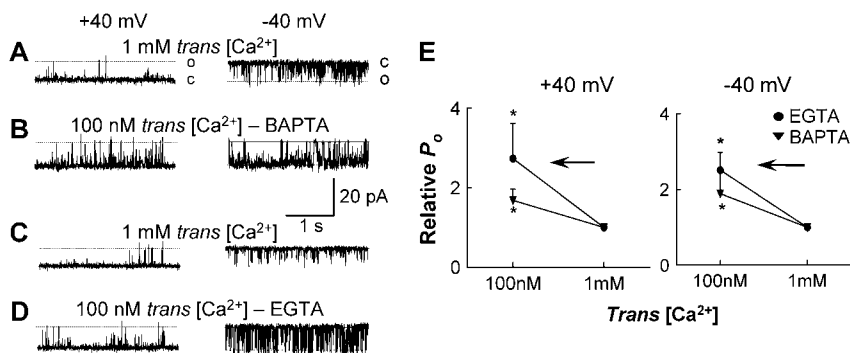 +40 mV
-40 mV
A
1 mM trans [Ca²⁺]
o
c
c
o
B
100 nM trans [Ca²⁺] – BAPTA
20 pA
1 s
C
1 mM trans [Ca²⁺]
D
100 nM trans [Ca²⁺] – EGTA
E
+40 mV
-40 mV
Relative Pₒ
4
2
0
*
*
100nM
1mM
4
2
0
*
*
EGTA
BAPTA
100nM
1mM
Trans [Ca²⁺]